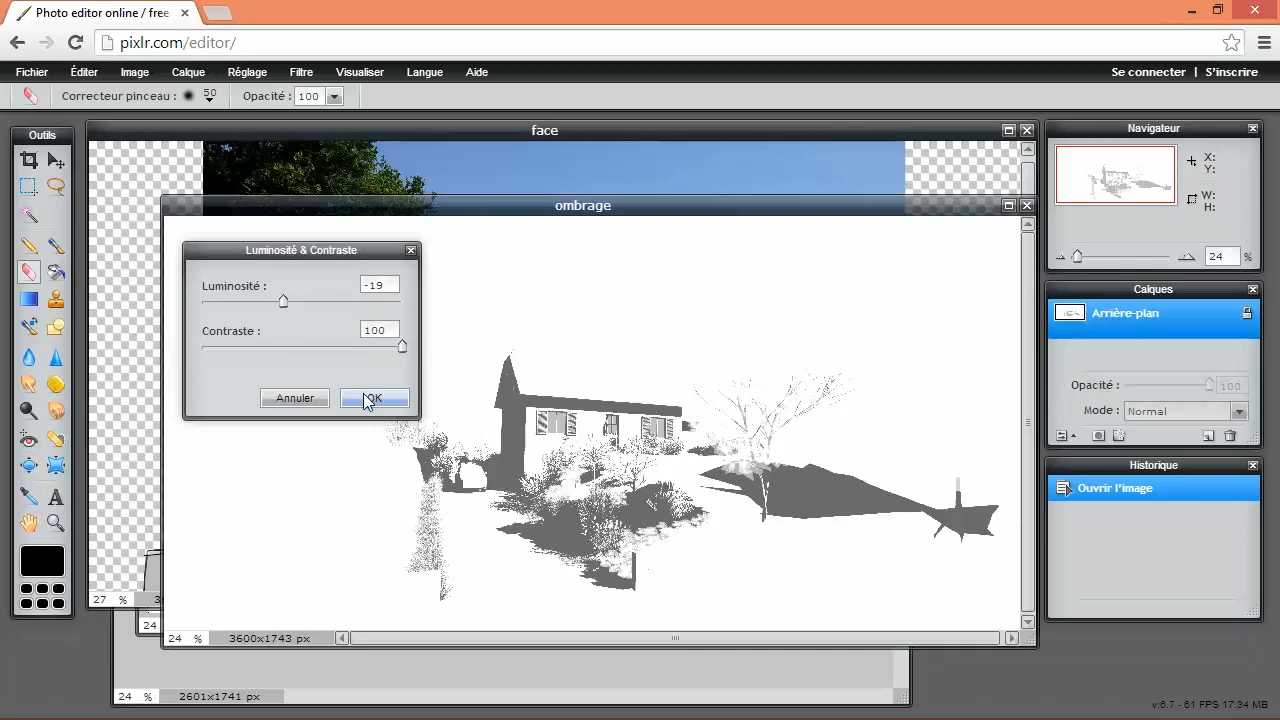 Photo editor online / free
pixlr.com/editor/
Fichier Éditer Image Calque Réglage Filtre Visualiser Langue Aide Se connecter | S'inscrire
Correcteur pinceau : 50 Opacité : 100
Outils
face
ombrage
Luminosité & Contraste
Luminosité : -19
Contraste : 100
Annuler OK
27 %
24
24 % 3600x1743 px
24 % 2601x1741 px
Navigateur
X:
Y:
W:
H:
24 %
Calques
Arrière-plan
Opacité : 100
Mode : Normal
Historique
Ouvrir l'image
v:6.7 - 61 FPS 17.34 MB